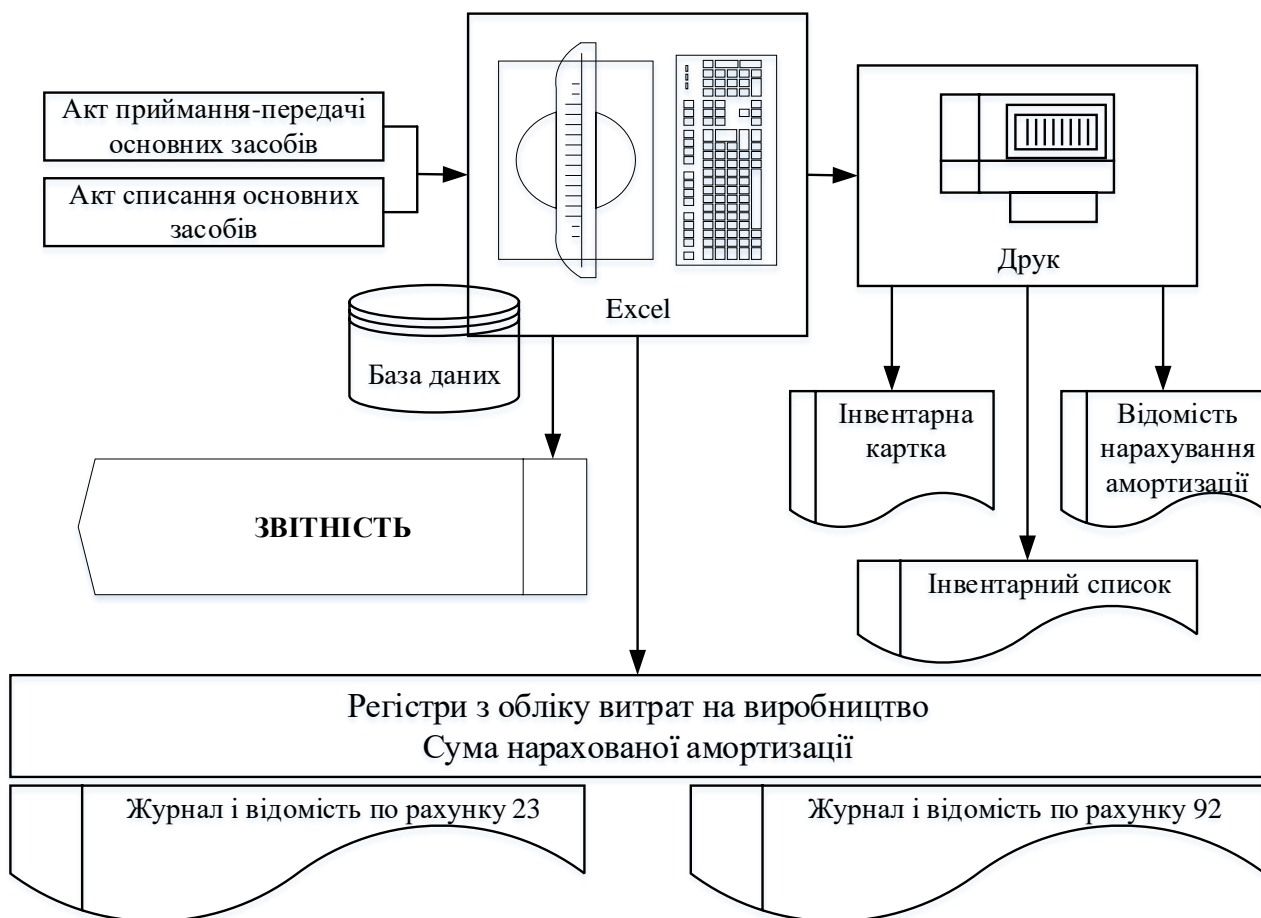 Акт приймання-передачі
основних засобів
Акт списання основних
засобів
Excel
База даних
Друк
Інвентарна
картка
Відомість
нарахування
амортизації
ЗВІТНІСТЬ
Інвентарний список
Регістри з обліку витрат на виробництво
Сума нарахованої амортизації
Журнал і відомість по рахунку 23
Журнал і відомість по рахунку 92